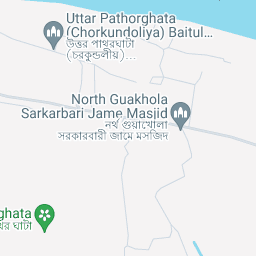 Uttar Pathorghata
(Chorkundoliya) Baitul...
উত্তর পাথরঘাটা
(চরকুন্ডলীয়)...
North Guakhola
Sarkarbari Jame Masjid
নর্থ গুয়াখোলা
সরকারবারী জামে মসজিদ
ghata
ঘাটা